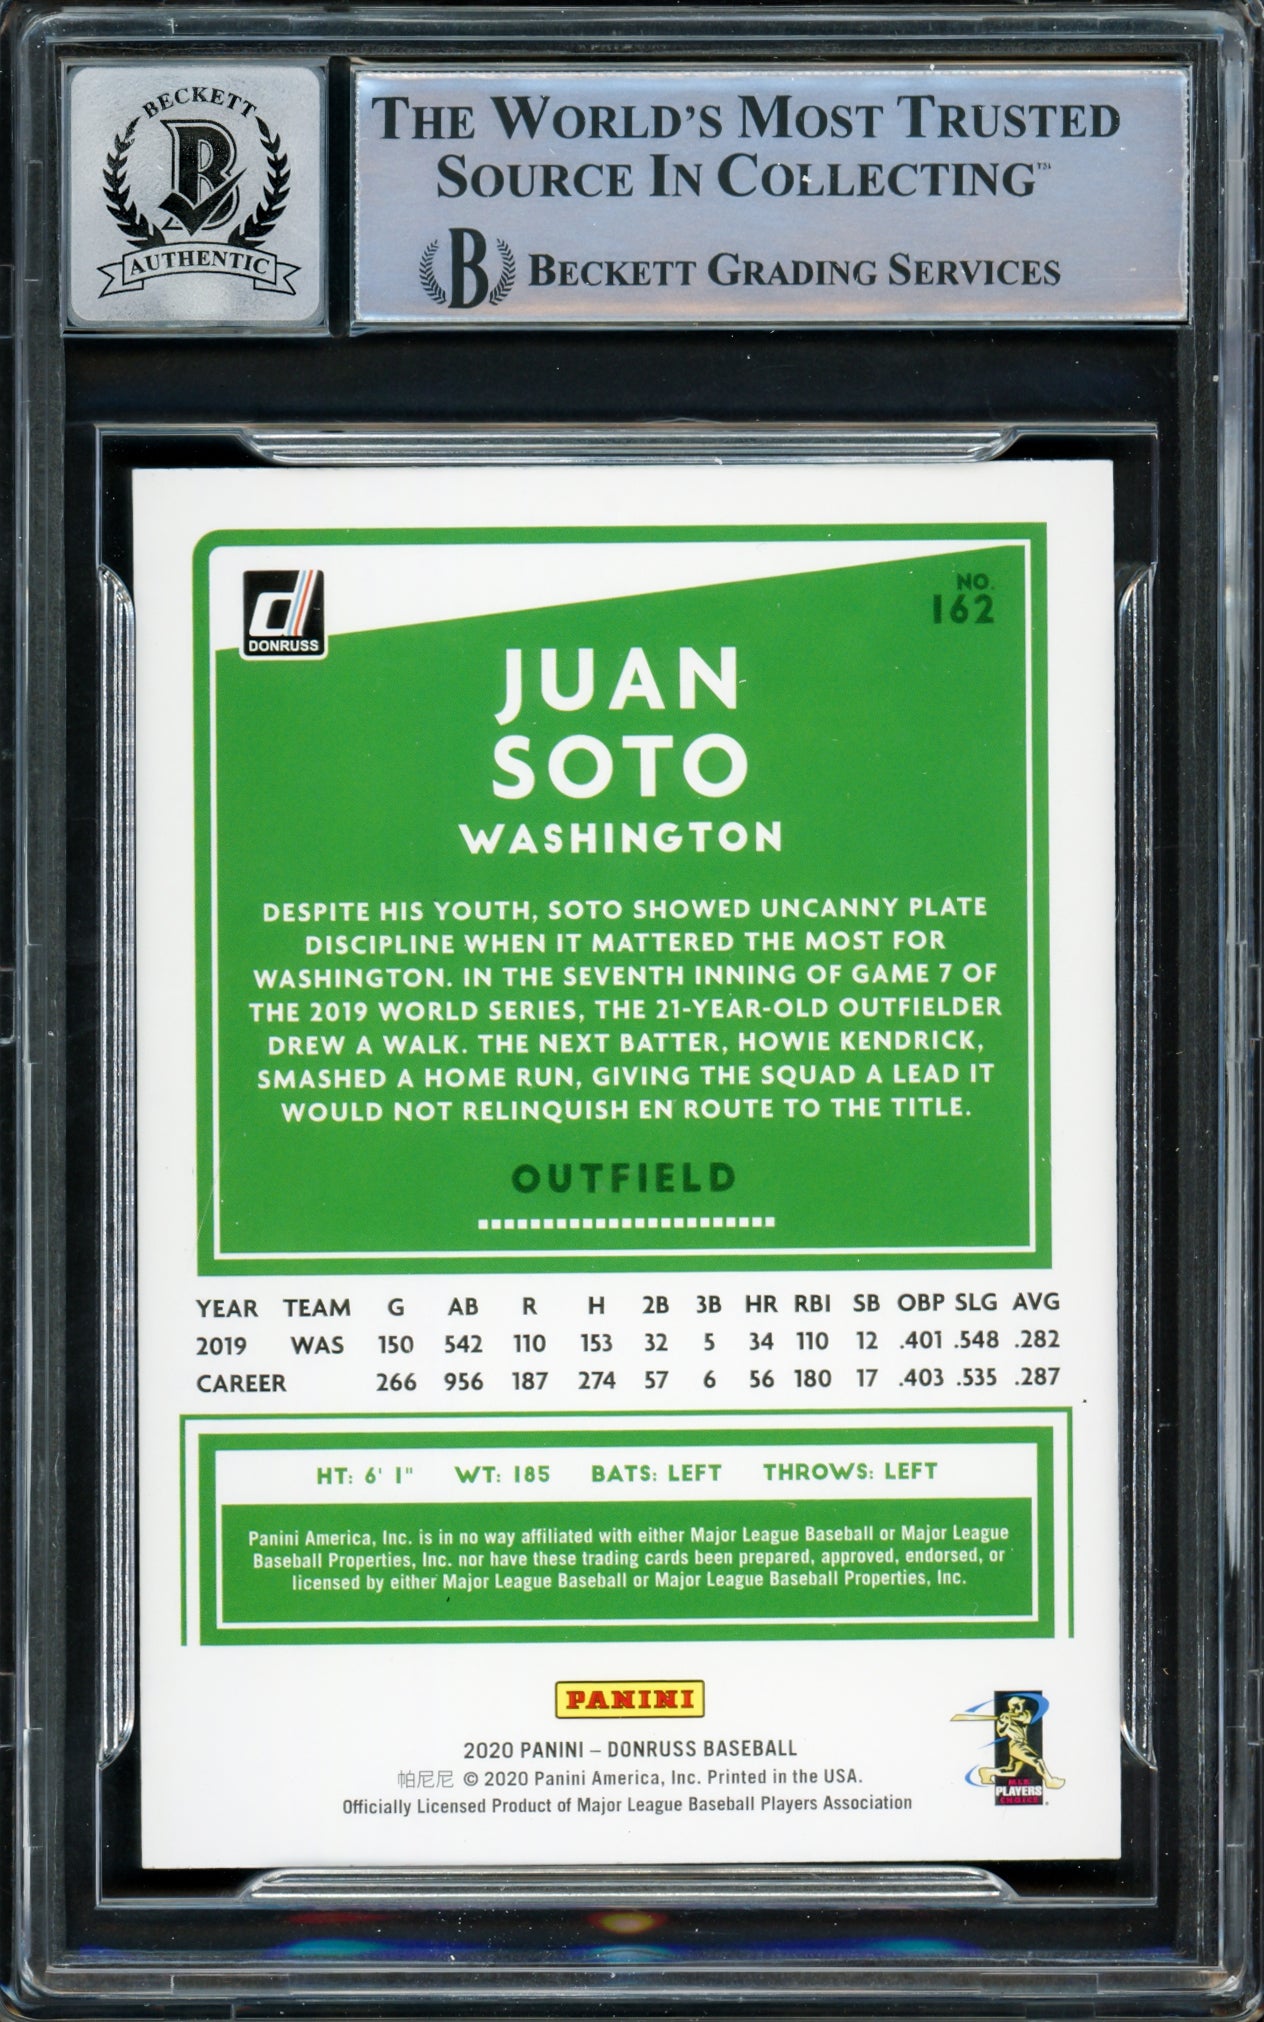 BECKETT
B
AUTHENTIC
THE WORLD'S MOST TRUSTED
SOURCE IN COLLECTING™
B BECKETT GRADING SERVICES
d
DONRUSS
NO.
162
JUAN
SOTO
WASHINGTON
DESPITE HIS YOUTH, SOTO SHOWED UNCANNY PLATE
DISCIPLINE WHEN IT MATTERED THE MOST FOR
WASHINGTON. IN THE SEVENTH INNING OF GAME 7 OF
THE 2019 WORLD SERIES, THE 21-YEAR-OLD OUTFIELDER
DREW A WALK. THE NEXT BATTER, HOWIE KENDRICK,
SMASHED A HOME RUN, GIVING THE SQUAD A LEAD IT
WOULD NOT RELINQUISH EN ROUTE TO THE TITLE.
OUTFIELD
YEAR TEAM G AB R H 2B 3B HR RBI SB OBP SLG AVG
2019 WAS 150 542 110 153 32 5 34 110 12 .401 .548 .282
CAREER 266 956 187 274 57 6 56 180 17 .403 .535 .287
HT: 6' 1" WT: 185 BATS: LEFT THROWS: LEFT
Panini America, Inc. is in no way affiliated with either Major League Baseball or Major League
Baseball Properties, Inc. nor have these trading cards been prepared, approved, endorsed, or
licensed by either Major League Baseball or Major League Baseball Properties, Inc.
PANINI
2020 PANINI – DONRUSS BASEBALL
帕尼尼 © 2020 Panini America, Inc. Printed in the USA.
Officially Licensed Product of Major League Baseball Players Association
MLB
PLAYERS
CHOICE